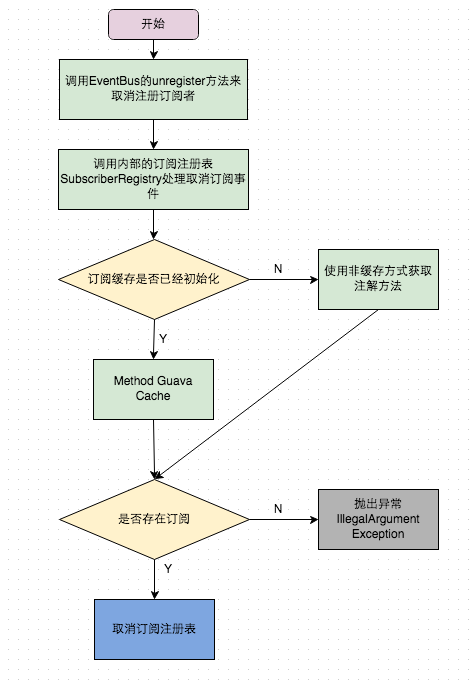 开始
调用EventBus的unregister方法来
取消注册订阅者
调用内部的订阅注册表
SubscriberRegistry处理取消订阅事
件
订阅缓存是否已经初始化
N
使用非缓存方式获取
注解方法
Y
Method Guava
Cache
是否存在订阅
N
抛出异常
IllegalArgument
Exception
Y
取消订阅注册表